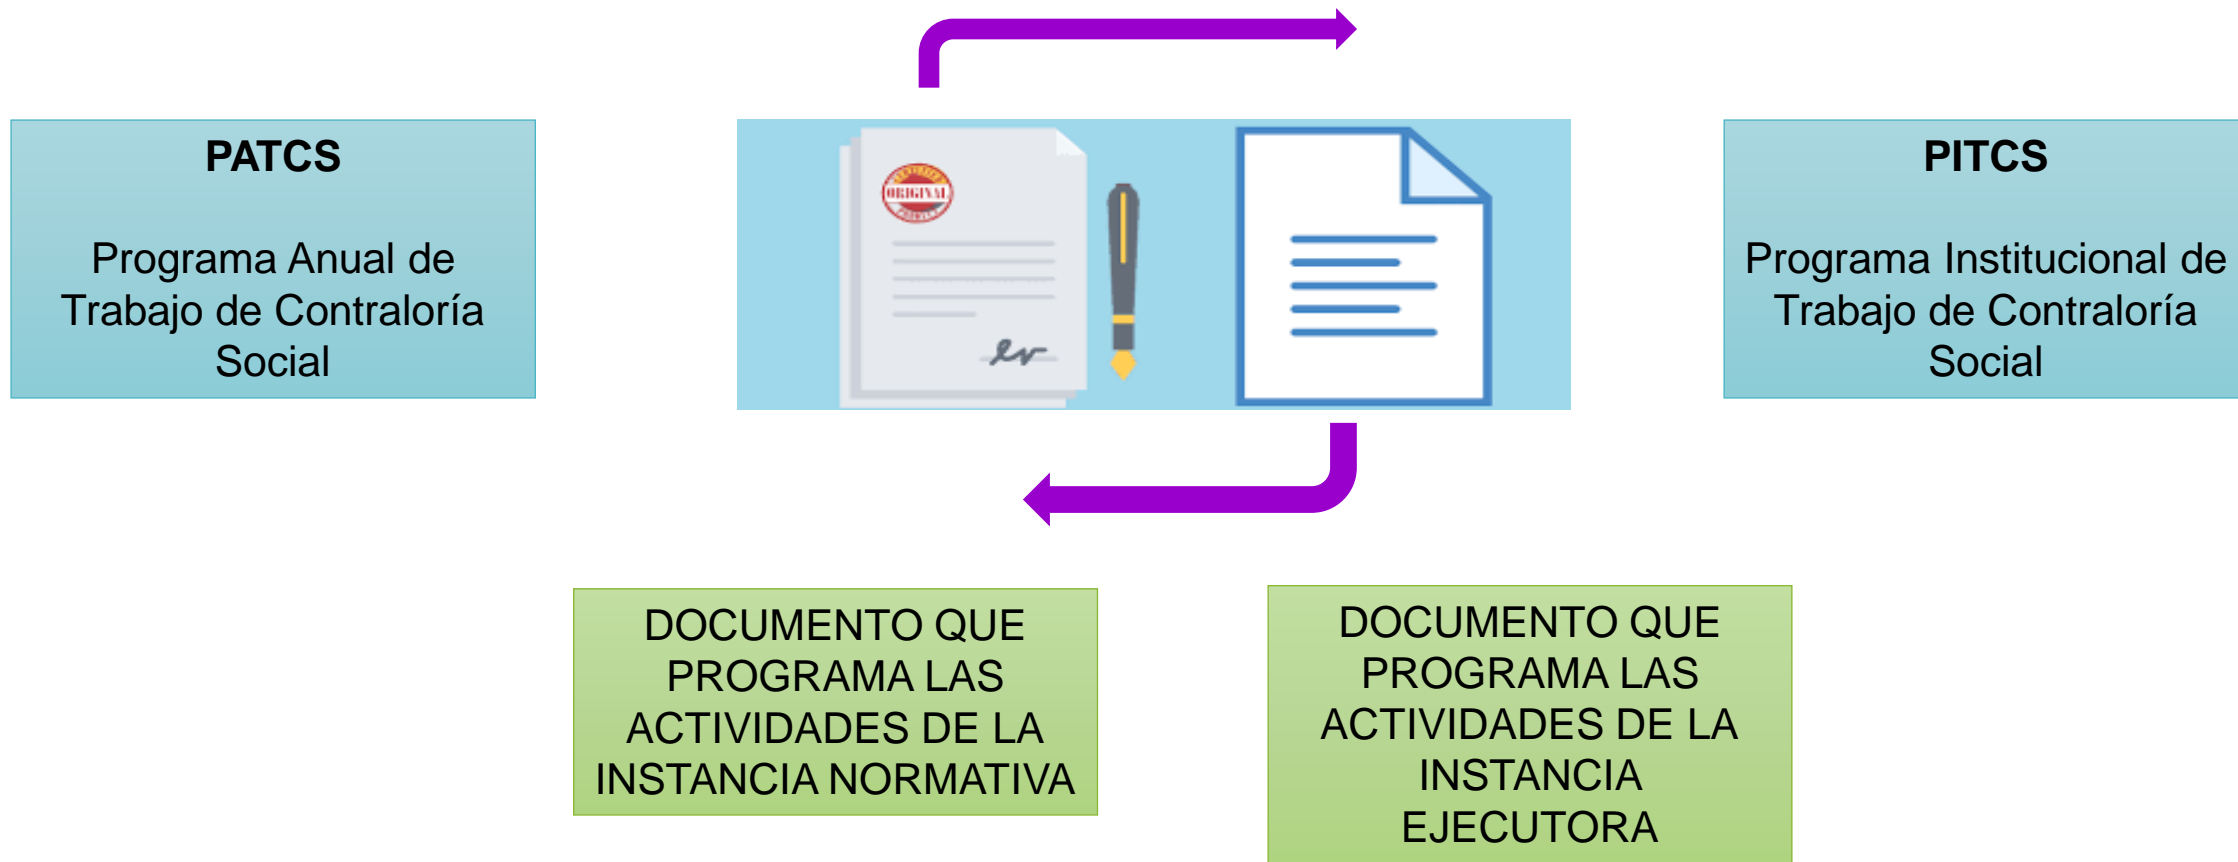 PATCS
Programa Anual de
Trabajo de Contraloría
Social
ORIGINAL
PITCS
Programa Institucional de
Trabajo de Contraloría
Social
DOCUMENTO QUE
PROGRAMA LAS
ACTIVIDADES DE LA
INSTANCIA NORMATIVA
DOCUMENTO QUE
PROGRAMA LAS
ACTIVIDADES DE LA
INSTANCIA
EJECUTORA